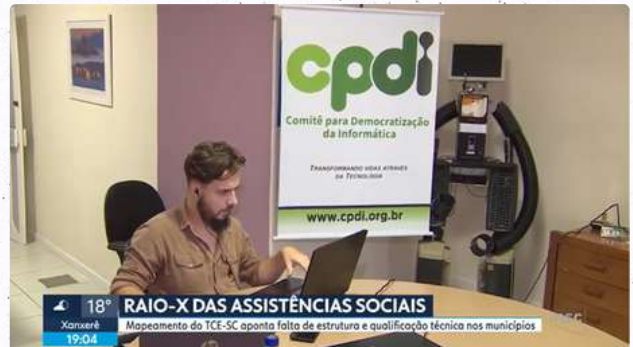 cpdi
Comitê para Democratização
da Informática
TRANSFORMANDO VIDAS ATRAVÉS
DA TECNOLOGIA
www.cpdi.org.br
18° RAIO-X DAS ASSISTÊNCIAS SOCIAIS
Xanxerê Mapeamento do TCE-SC aponta falta de estrutura e qualificação técnica nos municípios
19:04